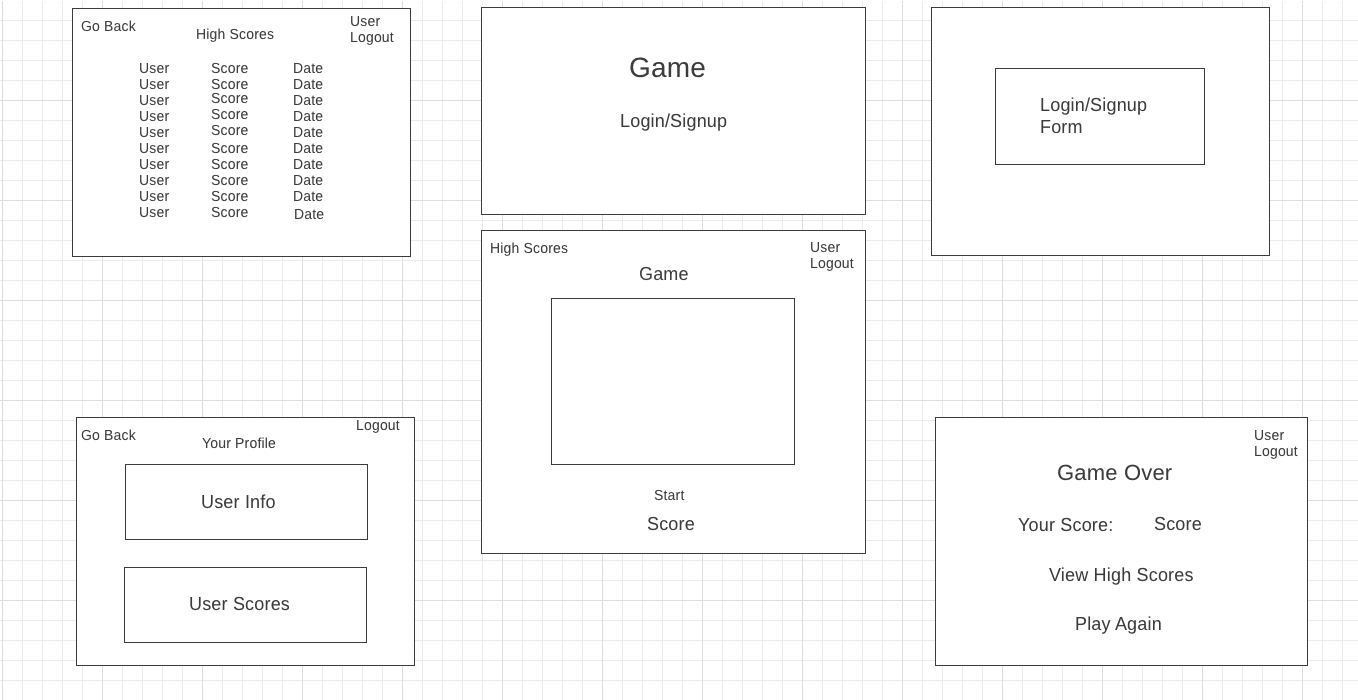 Go Back
High Scores
User
Logout
User Score Date
User Score Date
User Score Date
User Score Date
User Score Date
User Score Date
User Score Date
User Score Date
User Score Date
User Score Date
Game
Login/Signup
Login/Signup
Form
High Scores
User
Logout
Game
Start
Score
Go Back
Logout
Your Profile
User Info
User Scores
User
Logout
Game Over
Your Score: Score
View High Scores
Play Again